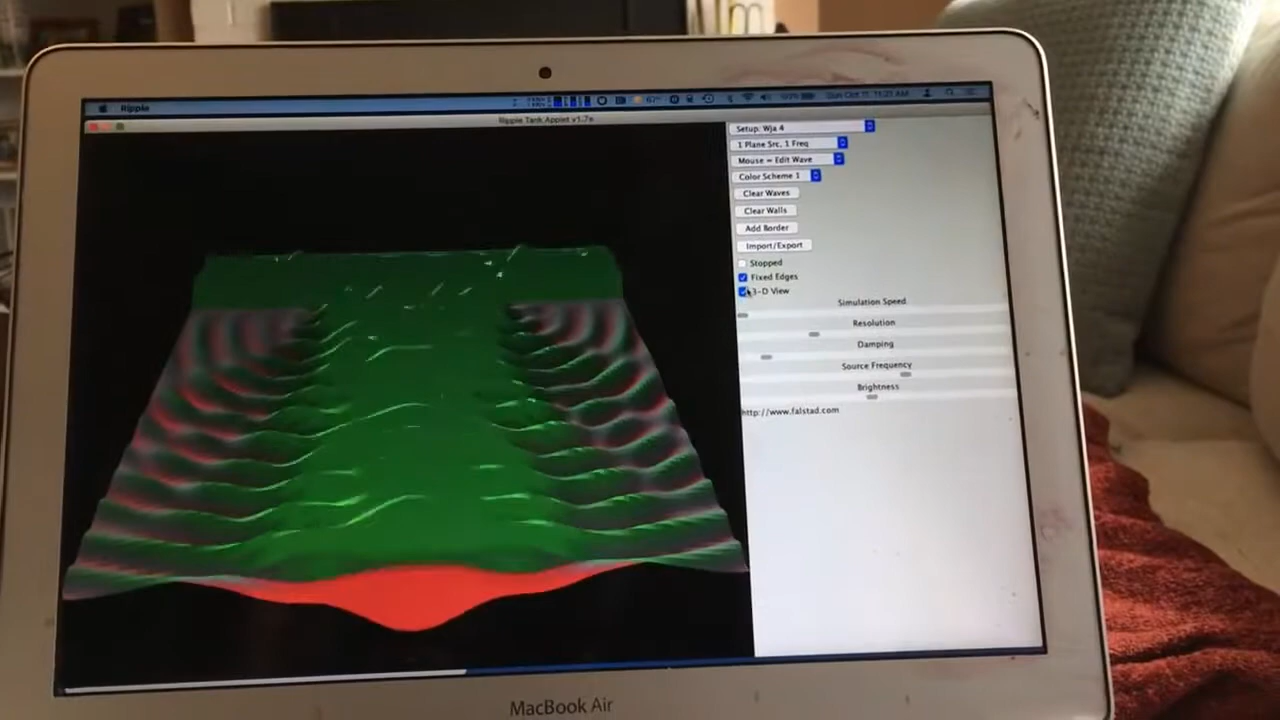 Ripple
Ripple Tank Applet v1.7a
Setup: Wja 4
1 Plane Src, 1 Freq
Mouse = Edit Wave
Color Scheme 1
Clear Waves
Clear Walls
Add Border
Import/Export
Stopped
Fixed Edges
3-D View
Simulation Speed
Resolution
Damping
Source Frequency
Brightness
http://www.falstad.com
MacBook Air